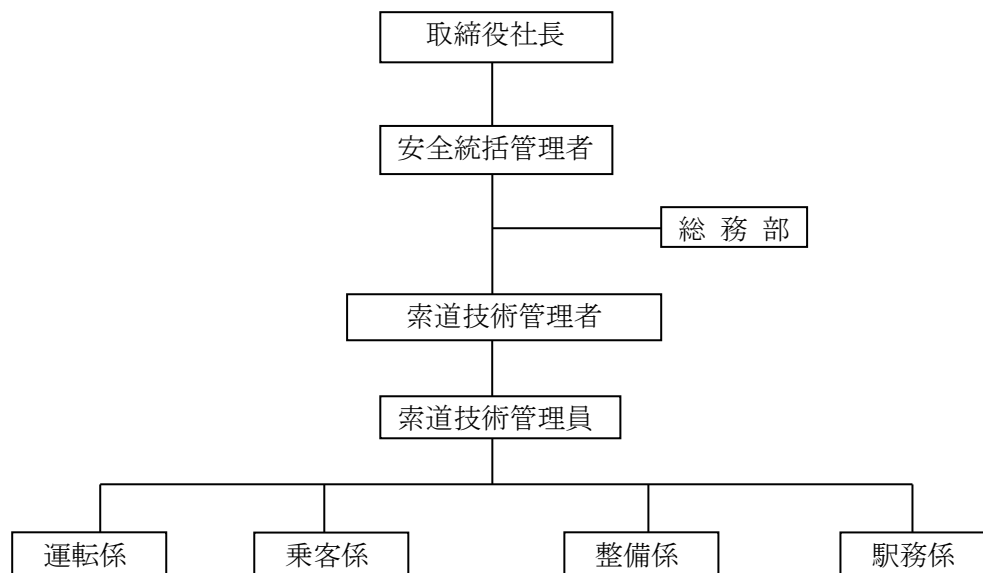 取締役社長
安全統括管理者
総 務 部
索道技術管理者
索道技術管理員
運転係
乗客係
整備係
駅務係